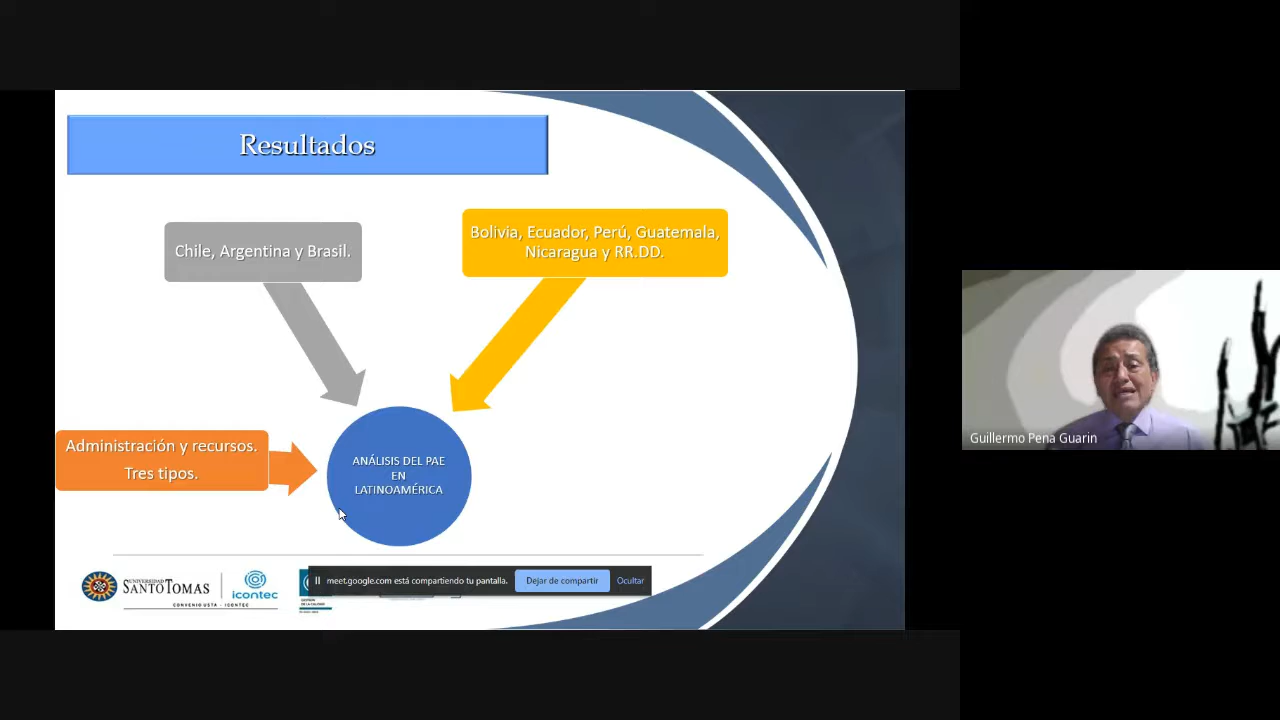 Resultados
Chile, Argentina y Brasil.
Bolivia, Ecuador, Perú, Guatemala,
Nicaragua y RR.DD.
Administración y recursos.
Tres tipos.
ANÁLISIS DEL PAE
EN
LATINOAMÉRICA
Guillermo Pena Guarin
UNIVERSIDAD
SANTO TOMAS
icontec
CONVENIO USTA - ICONTEC
meet.google.com está compartiendo tu pantalla.
Dejar de compartir
Ocultar